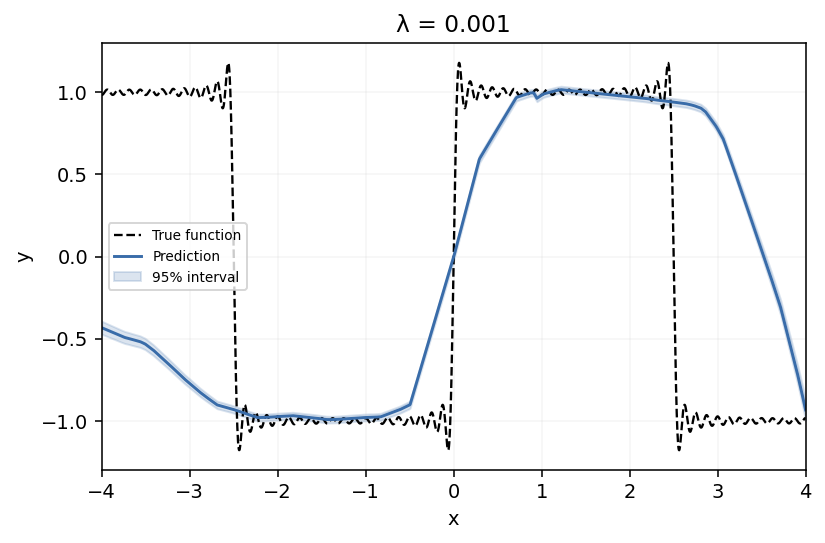 λ = 0.001
1.0
0.5
0.0
−0.5
−1.0
y
True function
Prediction
95% interval
−4
−3
−2
−1
0
1
2
3
4
x